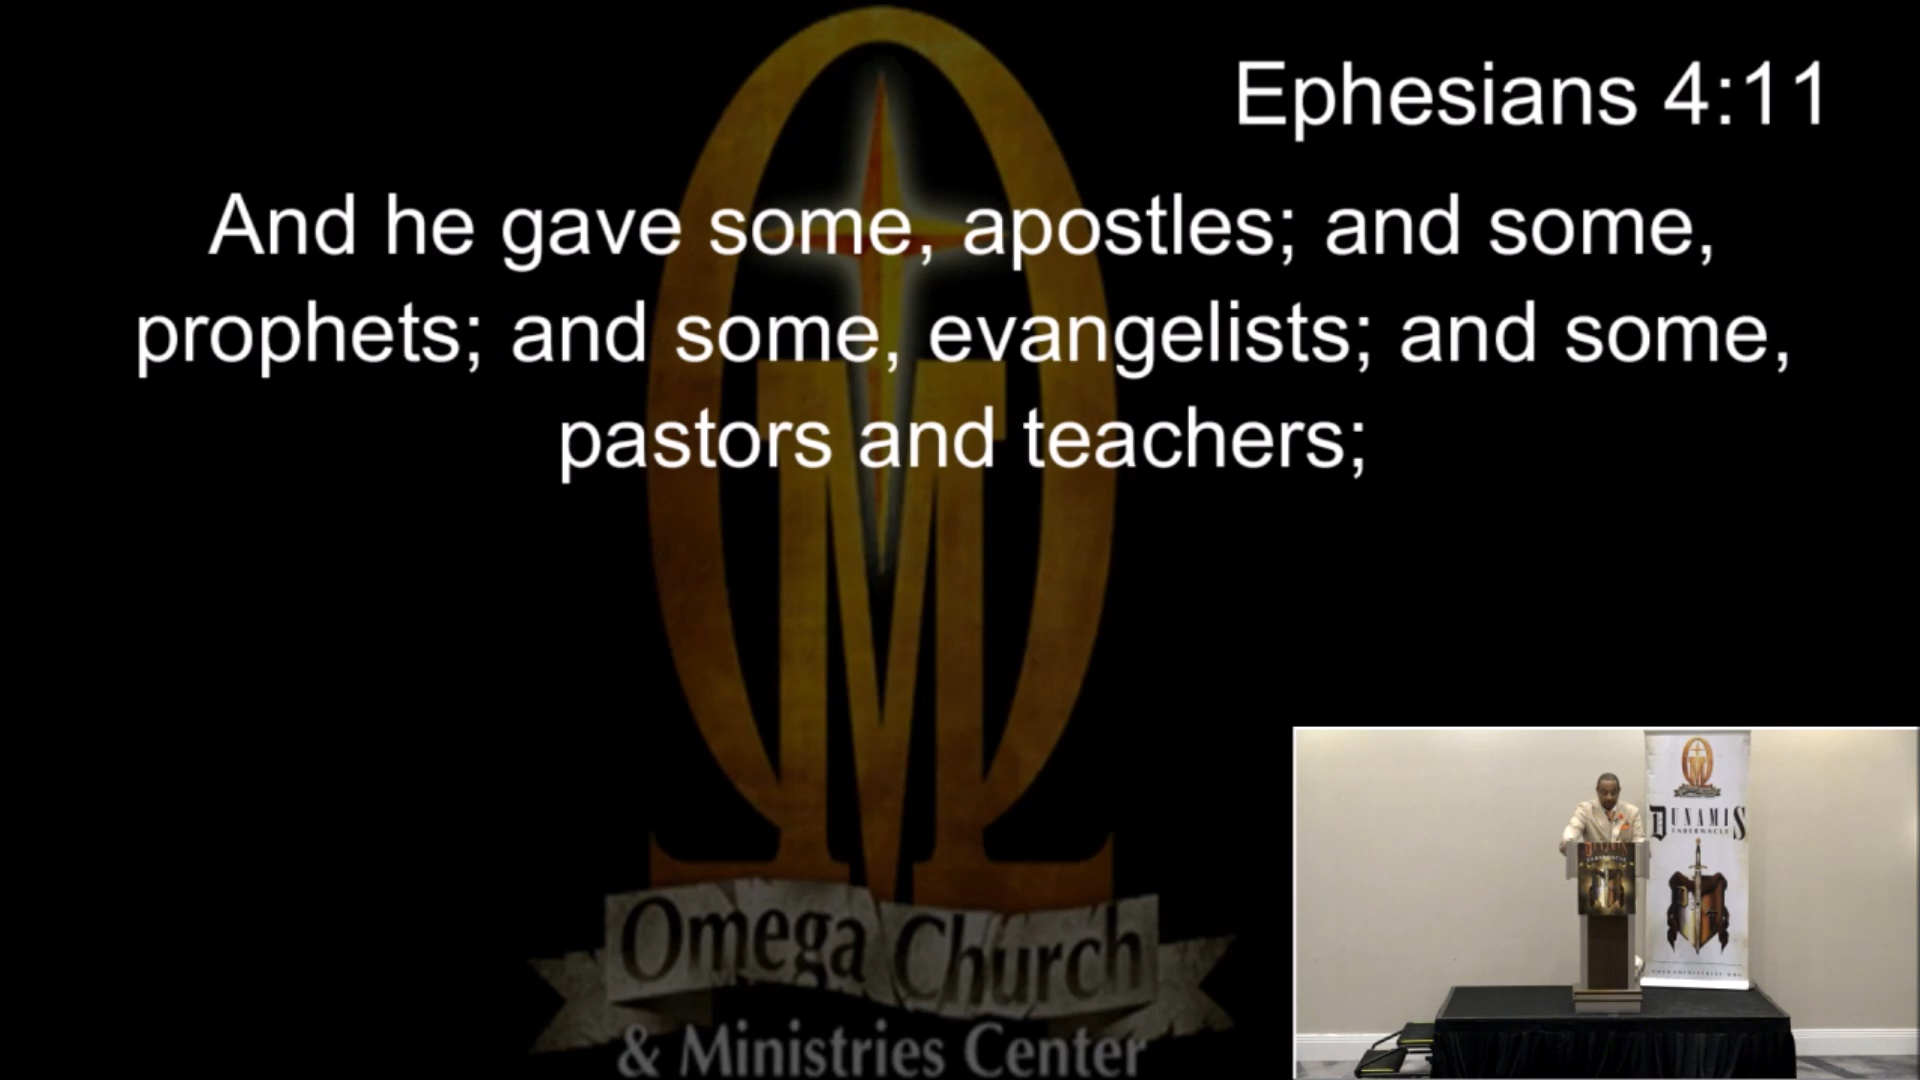 Ephesians 4:11
And he gave some, apostles; and some,
prophets; and some, evangelists; and some,
pastors and teachers;
Omega Church
& Ministries Center
DUNAMIS
TABERNACLE